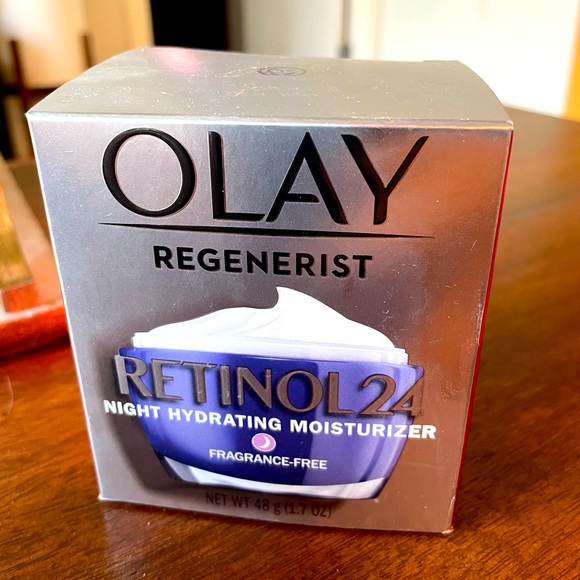 OLAY
REGENERIST
RETINOL24
NIGHT HYDRATING MOISTURIZER
FRAGRANCE-FREE
NET WT 48 g (1.7 OZ)